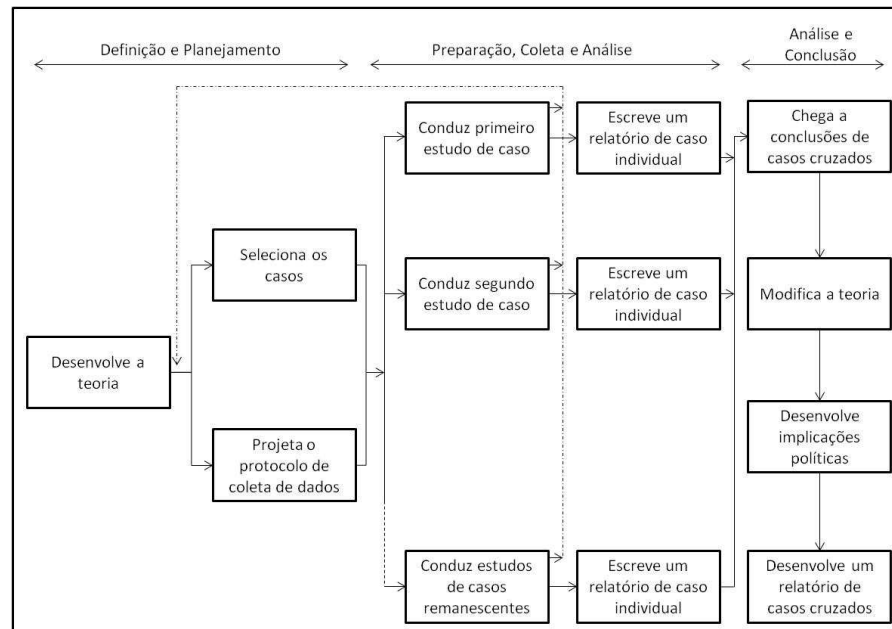 Definição e Planejamento
Preparação, Coleta e Análise
Análise e
Conclusão
Desenvolve a
teoria
Seleciona os
casos
Projeta o
protocolo de
coleta de dados
Conduz primeiro
estudo de caso
Escreve um
relatório de caso
individual
Conduz segundo
estudo de caso
Escreve um
relatório de caso
individual
Conduz estudos
de casos
remanescentes
Escreve um
relatório de caso
individual
Chega a
conclusões de
casos cruzados
Modifica a teoria
Desenvolve
implicações
políticas
Desenvolve um
relatório de
casos cruzados